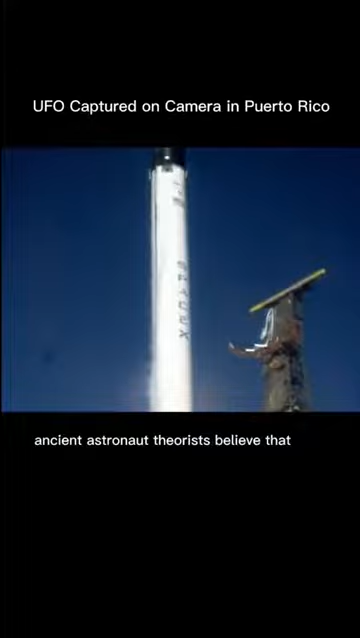 UFO Captured on Camera in Puerto Rico
ancient astronaut theorists believe that